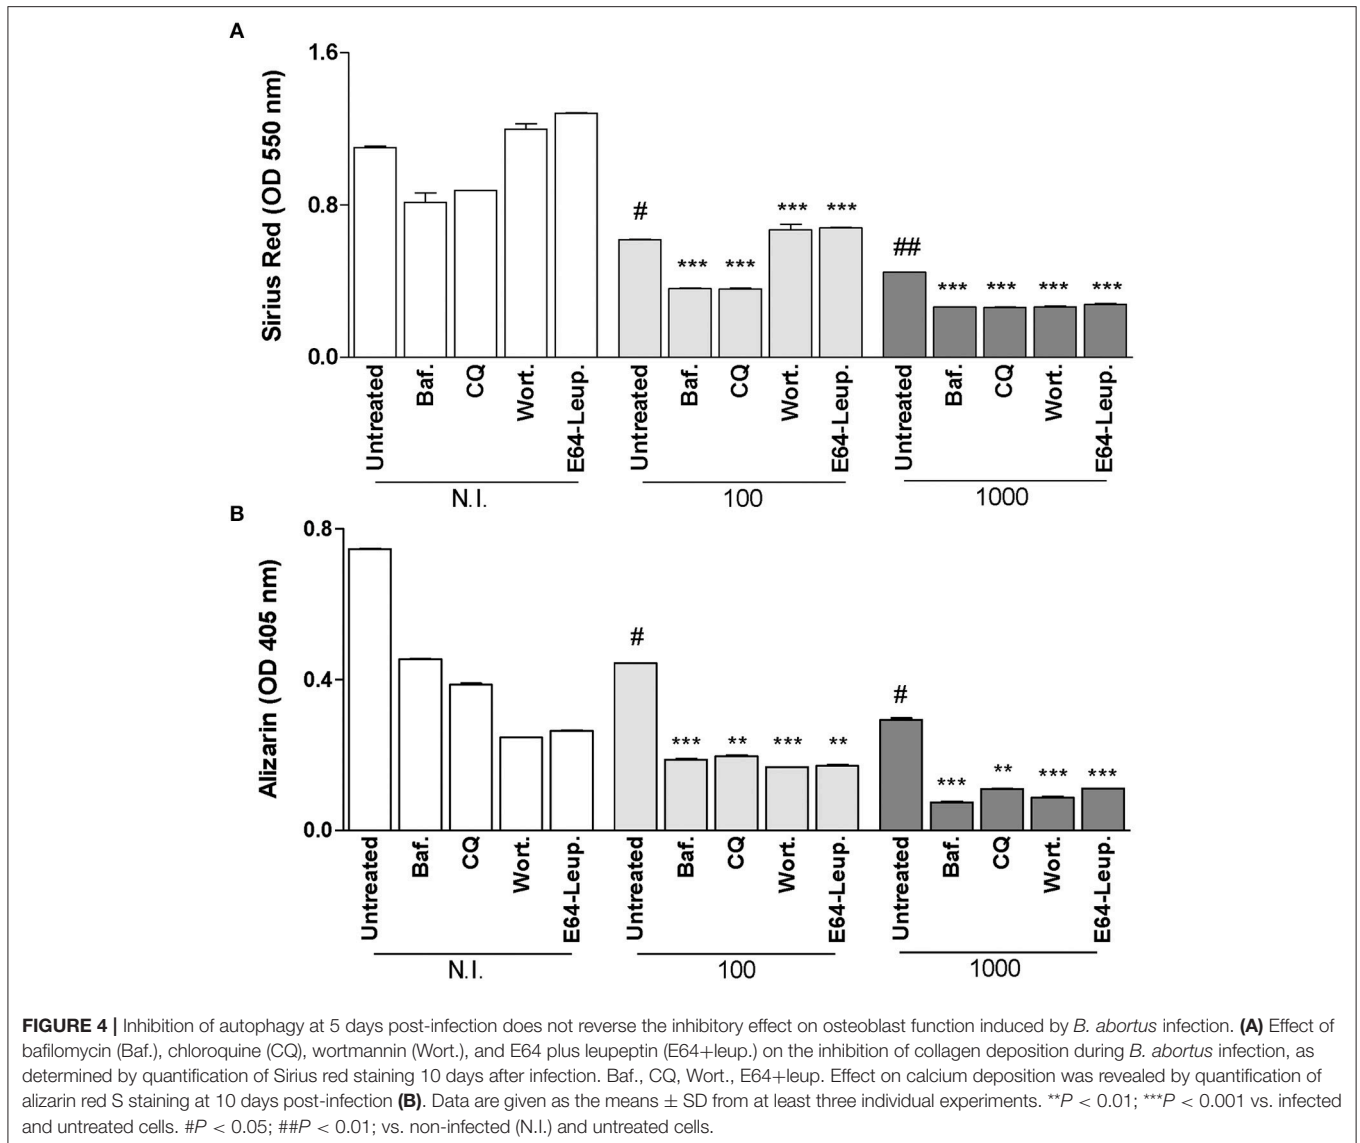 A
1.6
0.8
0.0
Sirius Red (OD 550 nm)
#
*** *** *** ***
##
*** *** *** ***
Untreated Baf. CQ Wort. E64-Leup. Untreated Baf. CQ Wort. E64-Leup. Untreated Baf. CQ Wort. E64-Leup.
N.I. 100 1000
B
0.8
0.4
0.0
Alizarin (OD 405 nm)
#
*** ** *** **
#
*** ** *** ***
Untreated Baf. CQ Wort. E64-Leup. Untreated Baf. CQ Wort. E64-Leup. Untreated Baf. CQ Wort. E64-Leup.
N.I. 100 1000
FIGURE 4 | Inhibition of autophagy at 5 days post-infection does not reverse the inhibitory effect on osteoblast function induced by B. abortus infection. (A) Effect of
bafilomycin (Baf.), chloroquine (CQ), wortmannin (Wort.), and E64 plus leupeptin (E64+leup.) on the inhibition of collagen deposition during B. abortus infection, as
determined by quantification of Sirius red staining 10 days after infection. Baf., CQ, Wort., E64+leup. Effect on calcium deposition was revealed by quantification of
alizarin red S staining at 10 days post-infection (B). Data are given as the means ± SD from at least three individual experiments. **P < 0.01; ***P < 0.001 vs. infected
and untreated cells. #P < 0.05; ##P < 0.01; vs. non-infected (N.I.) and untreated cells.